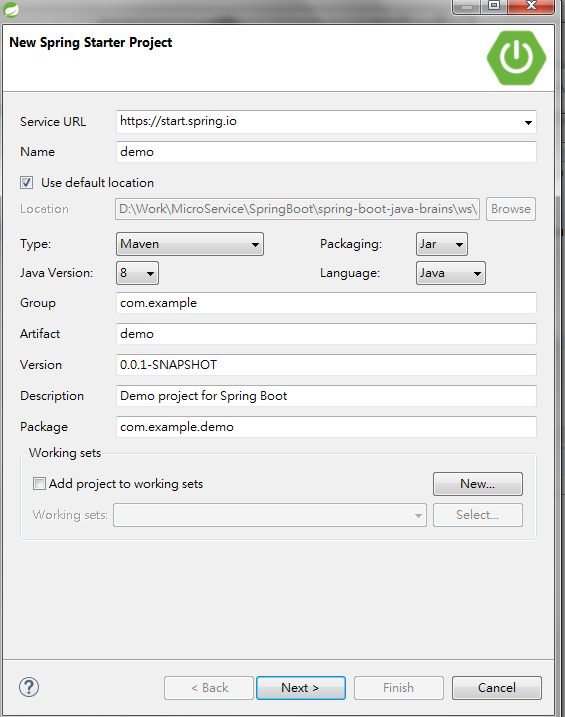 New Spring Starter Project
Service URL https://start.spring.io
Name demo
Use default location
Location D:\Work\MicroService\SpringBoot\spring-boot-java-brains\ws\ Browse
Type: Maven Packaging: Jar
Java Version: 8 Language: Java
Group com.example
Artifact demo
Version 0.0.1-SNAPSHOT
Description Demo project for Spring Boot
Package com.example.demo
Working sets
Add project to working sets New...
Working sets: Select...
? < Back Next > Finish Cancel